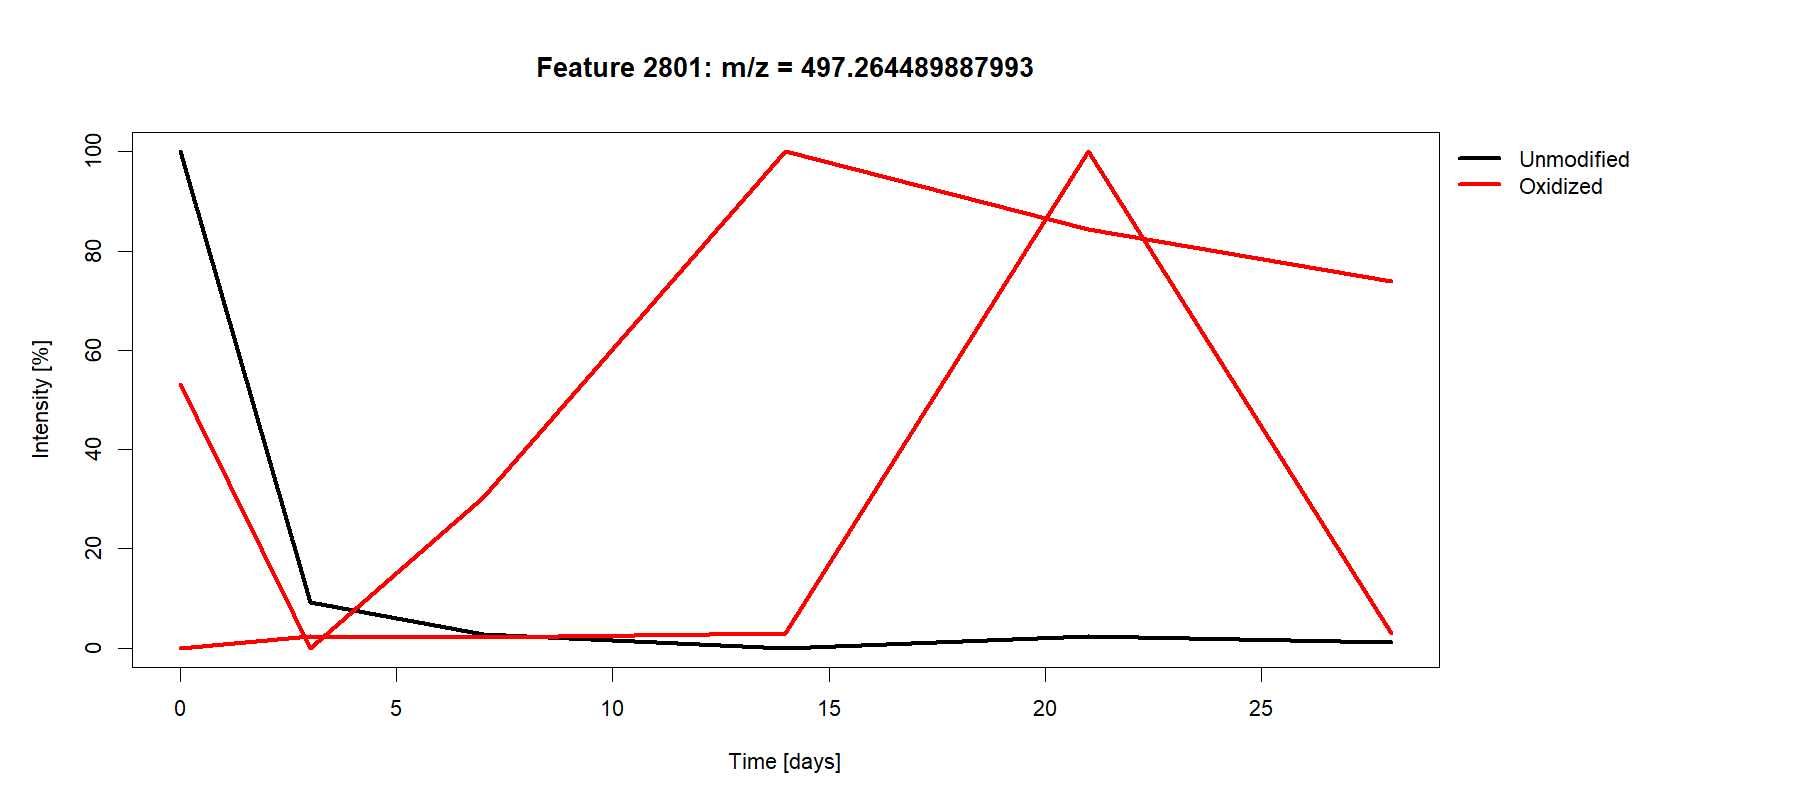 Feature 2801: m/z = 497.264489887993
Unmodified
Oxidized
Intensity [%]
100
80
60
40
20
0
0 5 10 15 20 25
Time [days]